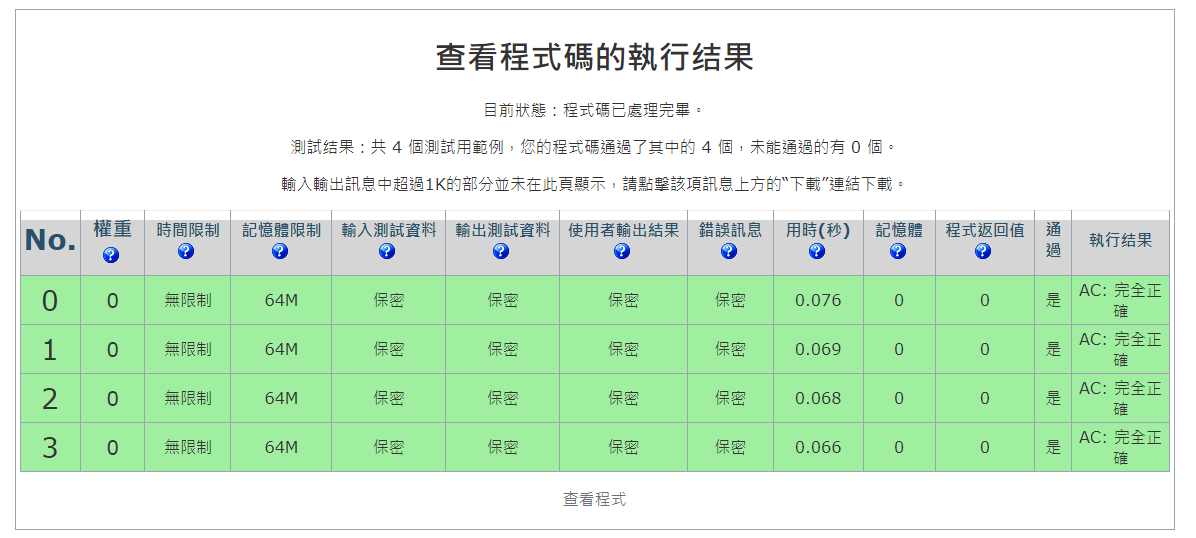 查看程式碼的執行结果
目前狀態：程式碼已處理完畢。
測試结果：共 4 個測試用範例，您的程式碼通過了其中的 4 個，未能通過的有 0 個。
輸入輸出訊息中超過1K的部分並未在此頁顯示，請點擊該項訊息上方的“下載”連結下載。
No. 權重 ? 時間限制 ? 記憶體限制 ? 輸入測試資料 ? 輸出測試資料 ? 使用者輸出結果 ? 錯誤訊息 ? 用時(秒) ? 記憶體 ? 程式返回值 ? 通過 執行结果
0 0 無限制 64M 保密 保密 保密 保密 0.076 0 0 是 AC: 完全正確
1 0 無限制 64M 保密 保密 保密 保密 0.069 0 0 是 AC: 完全正確
2 0 無限制 64M 保密 保密 保密 保密 0.068 0 0 是 AC: 完全正確
3 0 無限制 64M 保密 保密 保密 保密 0.066 0 0 是 AC: 完全正確
查看程式